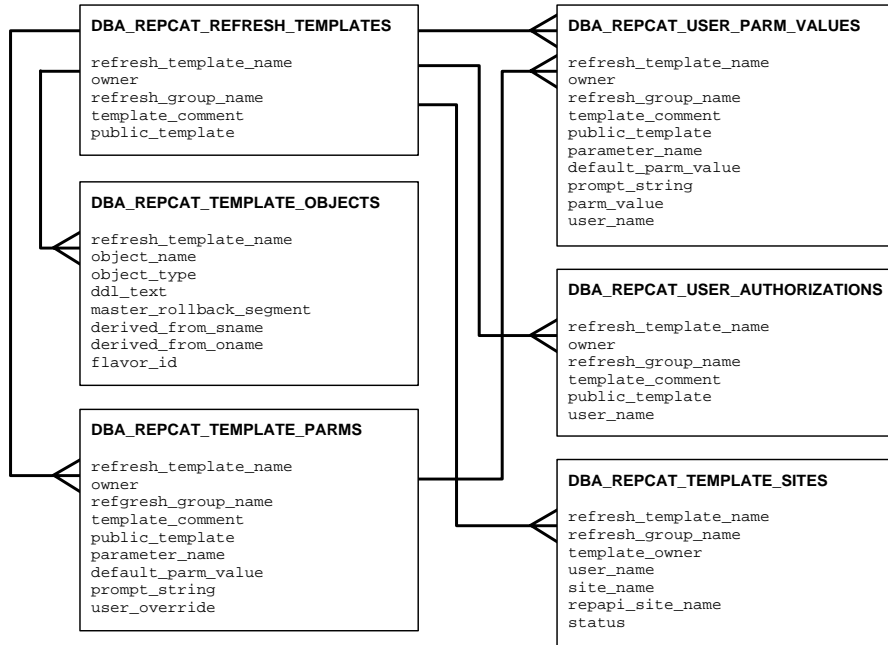 DBA_REPCAT_REFRESH_TEMPLATES
refresh_template_name
owner
refresh_group_name
template_comment
public_template
DBA_REPCAT_TEMPLATE_OBJECTS
refresh_template_name
object_name
object_type
ddl_text
master_rollback_segment
derived_from_sname
derived_from_oname
flavor_id
DBA_REPCAT_TEMPLATE_PARMS
refresh_template_name
owner
refgresh_group_name
template_comment
public_template
parameter_name
default_parm_value
prompt_string
user_override
DBA_REPCAT_USER_PARM_VALUES
refresh_template_name
owner
refresh_group_name
template_comment
public_template
parameter_name
default_parm_value
prompt_string
parm_value
user_name
DBA_REPCAT_USER_AUTHORIZATIONS
refresh_template_name
owner
refresh_group_name
template_comment
public_template
user_name
DBA_REPCAT_TEMPLATE_SITES
refresh_template_name
refresh_group_name
template_owner
user_name
site_name
repapi_site_name
status